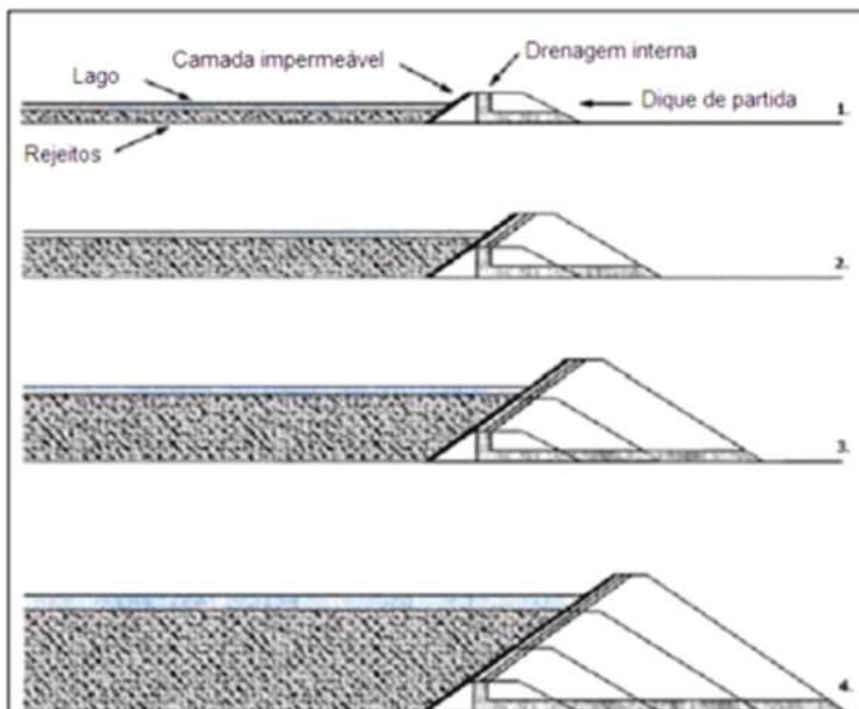 Drenagem interna
Camada impermeável
Lago
Dique de partida
1.
Rejeitos
2.
3.
4.